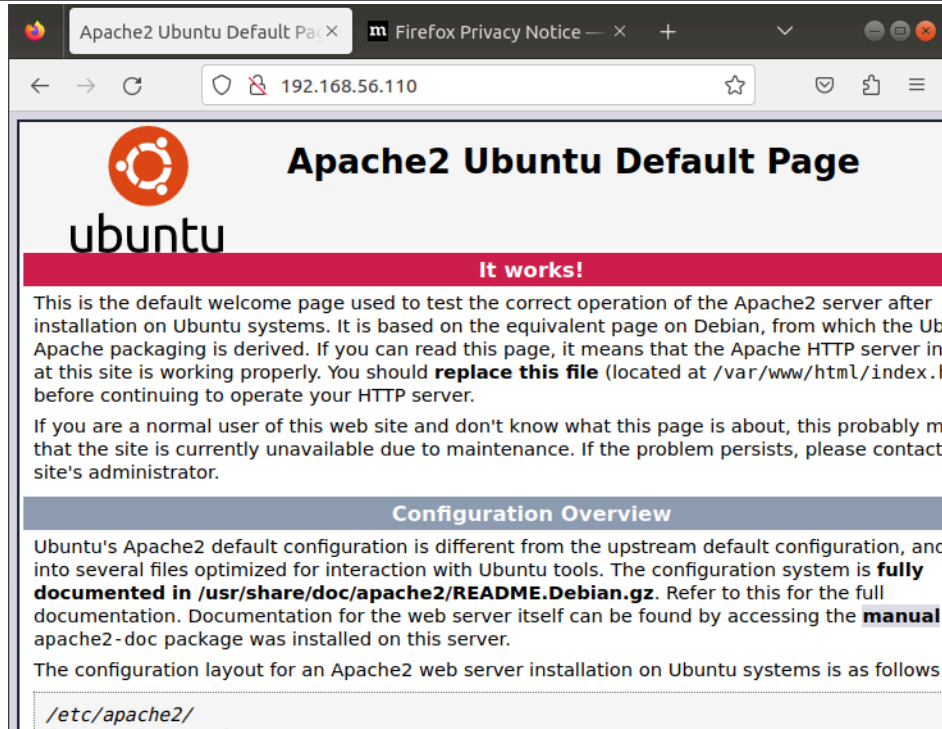 Apache2 Ubuntu Default Pag
m Firefox Privacy Notice —
192.168.56.110
ubuntu
Apache2 Ubuntu Default Page
It works!
This is the default welcome page used to test the correct operation of the Apache2 server after
installation on Ubuntu systems. It is based on the equivalent page on Debian, from which the Ub
Apache packaging is derived. If you can read this page, it means that the Apache HTTP server in
at this site is working properly. You should replace this file (located at /var/www/html/index.h
before continuing to operate your HTTP server.
If you are a normal user of this web site and don't know what this page is about, this probably m
that the site is currently unavailable due to maintenance. If the problem persists, please contact
site's administrator.
Configuration Overview
Ubuntu's Apache2 default configuration is different from the upstream default configuration, and
into several files optimized for interaction with Ubuntu tools. The configuration system is fully
documented in /usr/share/doc/apache2/README.Debian.gz. Refer to this for the full
documentation. Documentation for the web server itself can be found by accessing the manual
apache2-doc package was installed on this server.
The configuration layout for an Apache2 web server installation on Ubuntu systems is as follows
/etc/apache2/